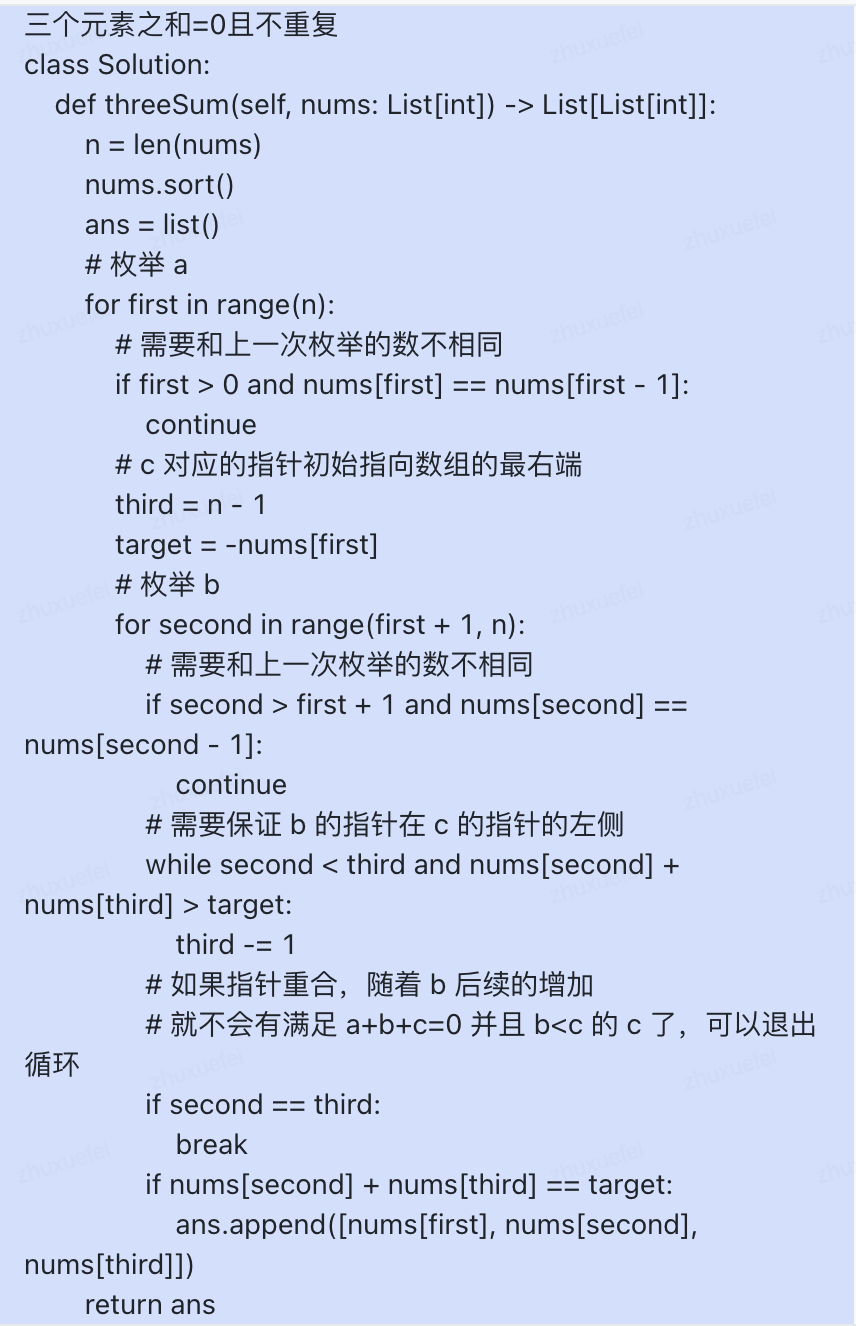 三个元素之和=0且不重复
class Solution:
    def threeSum(self, nums: List[int]) -> List[List[int]]:
        n = len(nums)
        nums.sort()
        ans = list()
        # 枚举 a
        for first in range(n):
            # 需要和上一次枚举的数不相同
            if first > 0 and nums[first] == nums[first - 1]:
                continue
            # c 对应的指针初始指向数组的最右端
            third = n - 1
            target = -nums[first]
            # 枚举 b
            for second in range(first + 1, n):
                # 需要和上一次枚举的数不相同
                if second > first + 1 and nums[second] ==
nums[second - 1]:
                    continue
                # 需要保证 b 的指针在 c 的指针的左侧
                while second < third and nums[second] +
nums[third] > target:
                    third -= 1
                # 如果指针重合，随着 b 后续的增加
                # 就不会有满足 a+b+c=0 并且 b<c 的 c 了，可以退出
循环
                if second == third:
                    break
                if nums[second] + nums[third] == target:
                    ans.append([nums[first], nums[second],
nums[third]])
        return ans
zhuxuefei